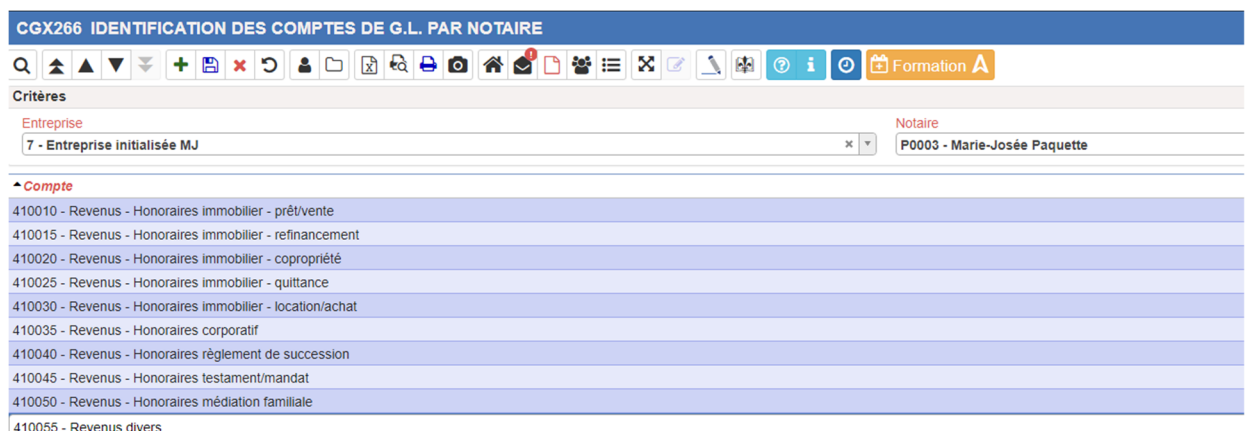 CGX266 IDENTIFICATION DES COMPTES DE G.L. PAR NOTAIRE
Formation A
Critères
Entreprise Notaire
7 - Entreprise initialisée MJ P0003 - Marie-Josée Paquette
Compte
410010 - Revenus - Honoraires immobilier - prêt/vente
410015 - Revenus - Honoraires immobilier - refinancement
410020 - Revenus - Honoraires immobilier - copropriété
410025 - Revenus - Honoraires immobilier - quittance
410030 - Revenus - Honoraires immobilier - location/achat
410035 - Revenus - Honoraires corporatif
410040 - Revenus - Honoraires règlement de succession
410045 - Revenus - Honoraires testament/mandat
410050 - Revenus - Honoraires médiation familiale
410055 - Revenus divers